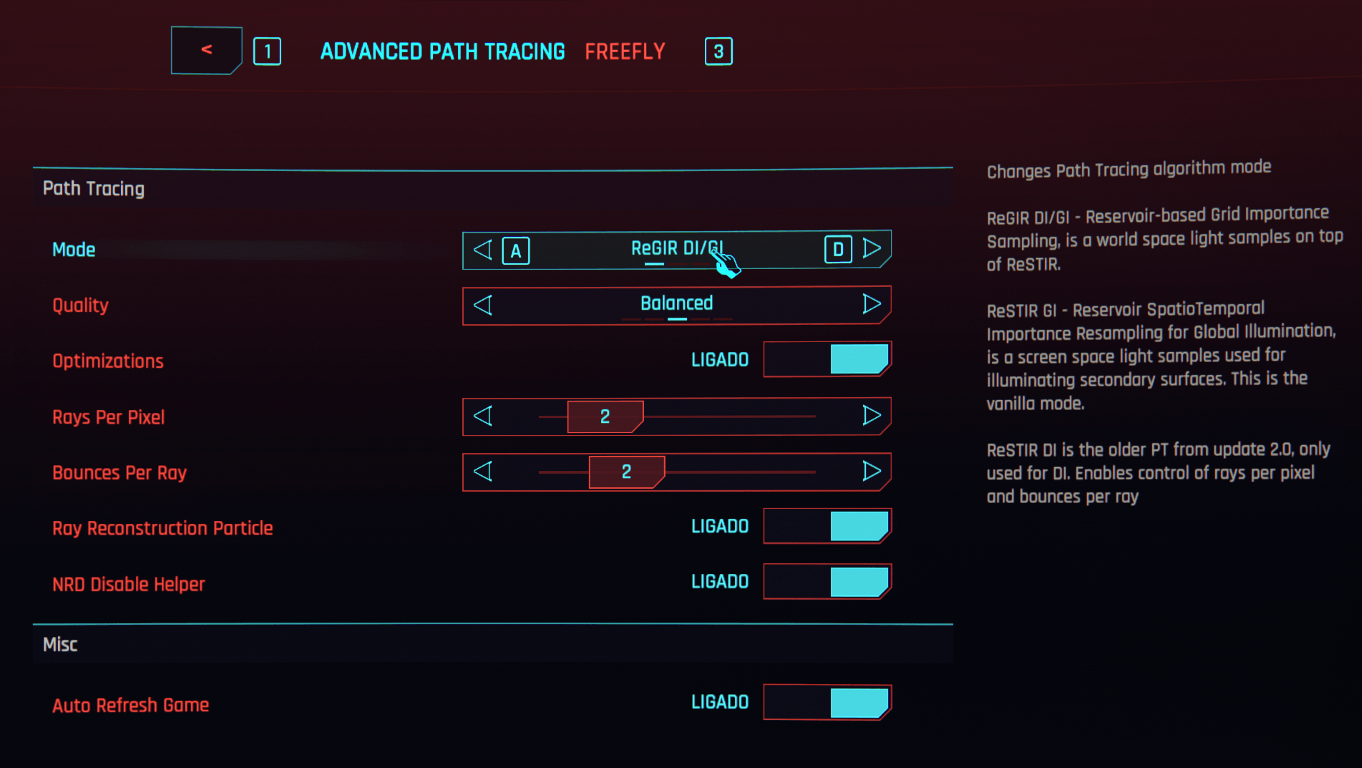 < 1 ADVANCED PATH TRACING FREEFLY 3
Path Tracing
Mode A ReGIR DI/GI D
Quality Balanced
Optimizations LIGADO
Rays Per Pixel 2
Bounces Per Ray 2
Ray Reconstruction Particle LIGADO
NRD Disable Helper LIGADO
Misc
Auto Refresh Game LIGADO
Changes Path Tracing algorithm mode
ReGIR DI/GI - Reservoir-based Grid Importance
Sampling, is a world space light samples on top
of ReSTIR.
ReSTIR GI - Reservoir SpatioTemporal
Importance Resampling for Global Illumination,
is a screen space light samples used for
illuminating secondary surfaces. This is the
vanilla mode.
ReSTIR DI is the older PT from update 2.0, only
used for DI. Enables control of rays per pixel
and bounces per ray